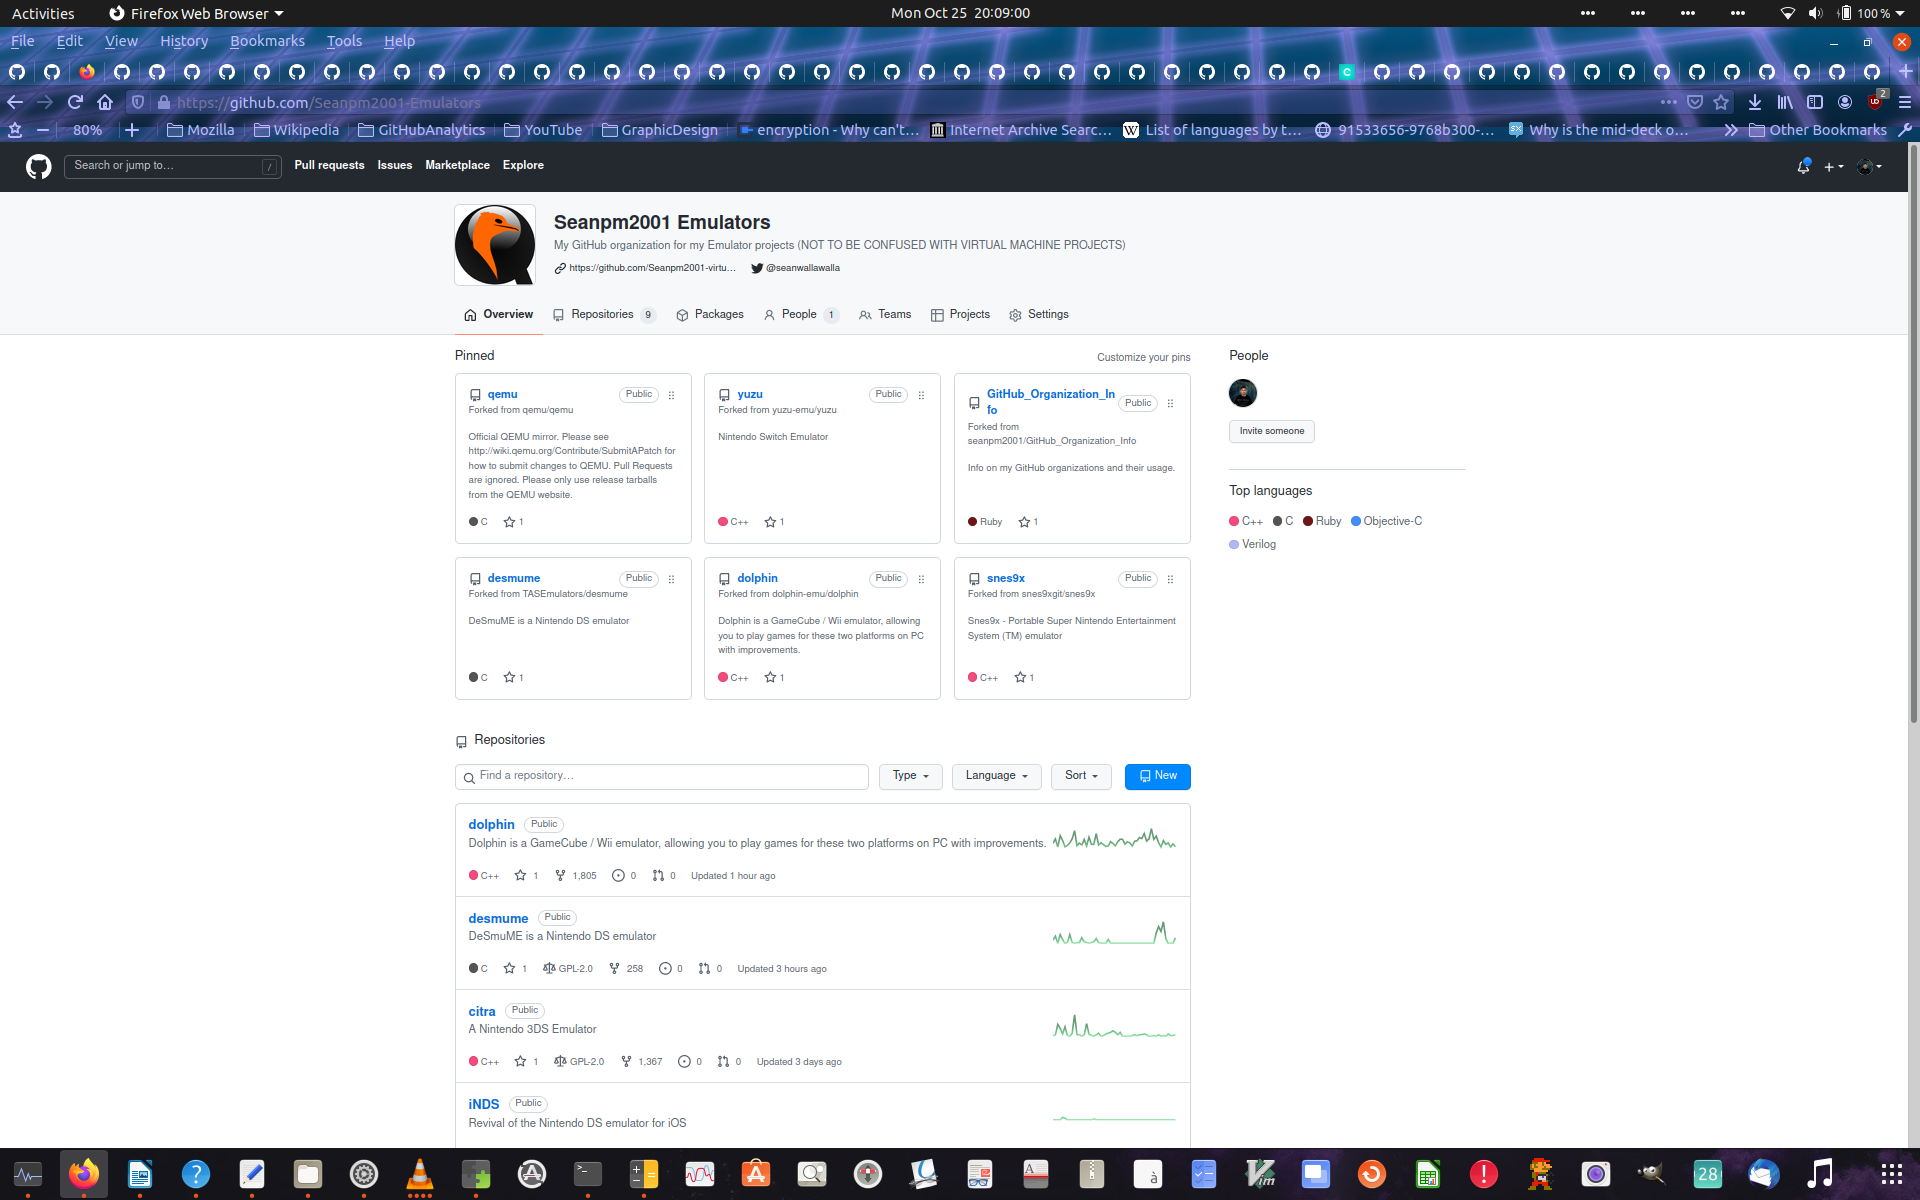 Activities
Firefox Web Browser
Mon Oct 25 20:09:00
100 %
File Edit View History Bookmarks Tools Help
https://github.com/Seanpm2001-Emulators
2
80%
Mozilla
Wikipedia
GitHubAnalytics
YouTube
GraphicDesign
encryption - Why can't…
Internet Archive Searc…
List of languages by t…
91533656-9768b300-…
Why is the mid-deck o…
Other Bookmarks
Search or jump to…
/
Pull requests
Issues
Marketplace
Explore
Seanpm2001 Emulators
My GitHub organization for my Emulator projects (NOT TO BE CONFUSED WITH VIRTUAL MACHINE PROJECTS)
https://github.com/Seanpm2001-virtu…
@seanwallawalla
Overview
Repositories 9
Packages
People 1
Teams
Projects
Settings
Pinned
Customize your pins
qemu
Public
Forked from qemu/qemu
Official QEMU mirror. Please see
http://wiki.qemu.org/Contribute/SubmitAPatch for
how to submit changes to QEMU. Pull Requests
are ignored. Please only use release tarballs
from the QEMU website.
C
1
yuzu
Public
Forked from yuzu-emu/yuzu
Nintendo Switch Emulator
C++
1
GitHub_Organization_In
fo
Public
Forked from
seanpm2001/GitHub_Organization_Info
Info on my GitHub organizations and their usage.
Ruby
1
desmume
Public
Forked from TASEmulators/desmume
DeSmuME is a Nintendo DS emulator
C
1
dolphin
Public
Forked from dolphin-emu/dolphin
Dolphin is a GameCube / Wii emulator, allowing
you to play games for these two platforms on PC
with improvements.
C++
1
snes9x
Public
Forked from snes9xgit/snes9x
Snes9x - Portable Super Nintendo Entertainment
System (TM) emulator
C++
1
People
Invite someone
Top languages
C++ C Ruby Objective-C
Verilog
Repositories
Find a repository…
Type
Language
Sort
New
dolphin
Public
Dolphin is a GameCube / Wii emulator, allowing you to play games for these two platforms on PC with improvements.
C++ 1 1,805 0 0 Updated 1 hour ago
desmume
Public
DeSmuME is a Nintendo DS emulator
C 1 GPL-2.0 258 0 0 Updated 3 hours ago
citra
Public
A Nintendo 3DS Emulator
C++ 1 GPL-2.0 1,367 0 0 Updated 3 days ago
iNDS
Public
Revival of the Nintendo DS emulator for iOS
28